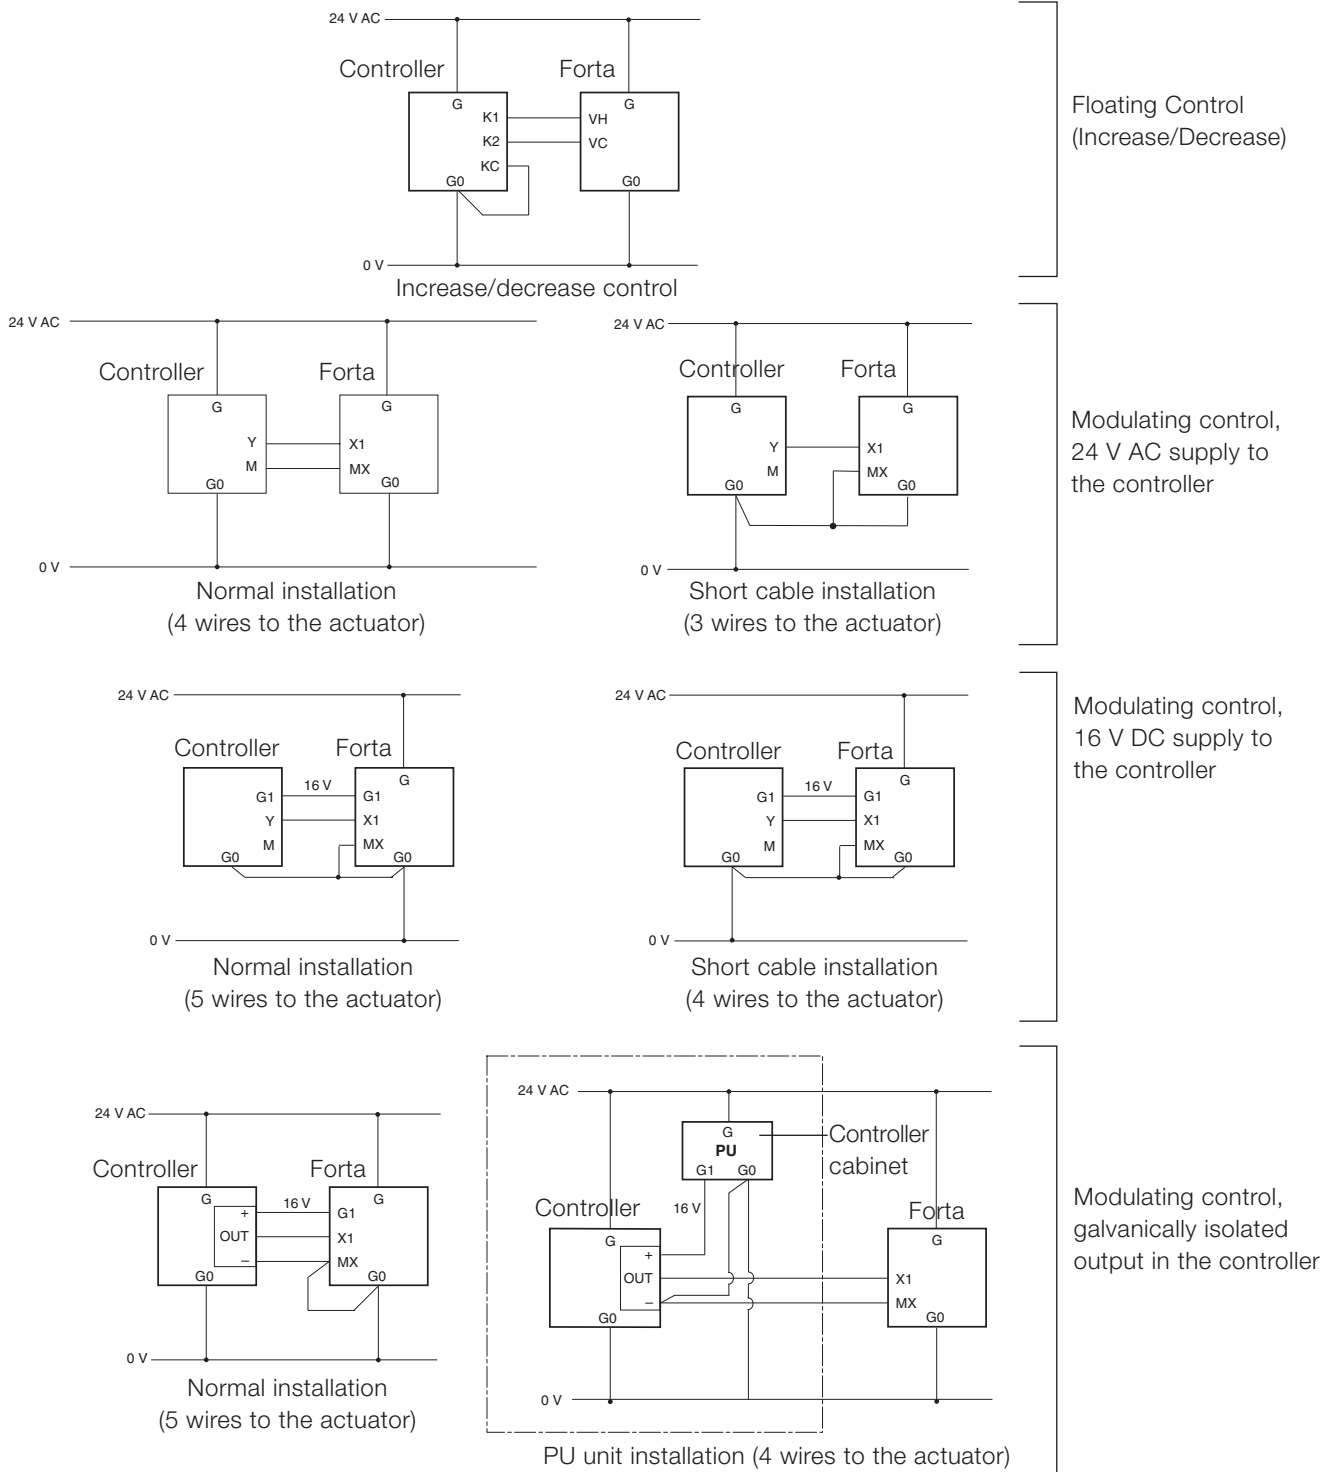 24 V AC
Controller
Forta
G
G
K1
VH
K2
VC
KC
G0
G0
0 V
Increase/decrease control
Floating Control
(Increase/Decrease)
24 V AC
Controller
Forta
G
G
Y
X1
M
MX
G0
G0
0 V
Normal installation
(4 wires to the actuator)
24 V AC
Controller
Forta
G
G
Y
X1
M
MX
G0
G0
0 V
Short cable installation
(3 wires to the actuator)
Modulating control,
24 V AC supply to
the controller
24 V AC
Controller
Forta
G
G1
16 V
G1
Y
X1
M
MX
G0
G0
0 V
Normal installation
(5 wires to the actuator)
24 V AC
Controller
Forta
G
G1
16 V
G1
Y
X1
M
MX
G0
G0
0 V
Short cable installation
(4 wires to the actuator)
Modulating control,
16 V DC supply to
the controller
24 V AC
Controller
Forta
G
G
+
16 V
G1
OUT
X1
–
MX
G0
G0
0 V
Normal installation
(5 wires to the actuator)
24 V AC
G
PU
G1
G0
Controller
cabinet
Controller
16 V
Forta
G
G
+
OUT
X1
–
MX
G0
G0
0 V
PU unit installation (4 wires to the actuator)
Modulating control,
galvanically isolated
output in the controller